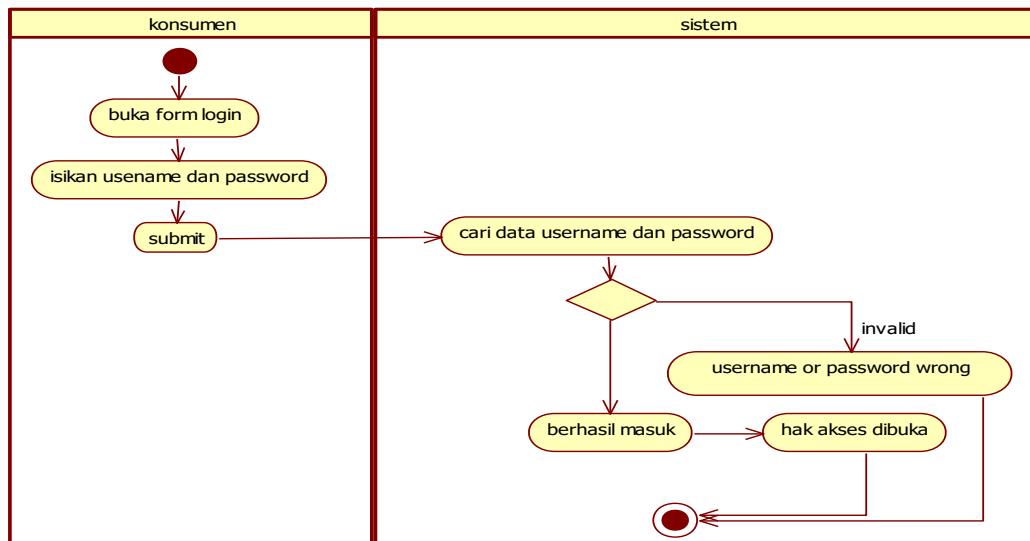 konsumen
sistem
buka form login
isikan usename dan password
submit
cari data username dan password
invalid
username or password wrong
berhasil masuk
hak akses dibuka